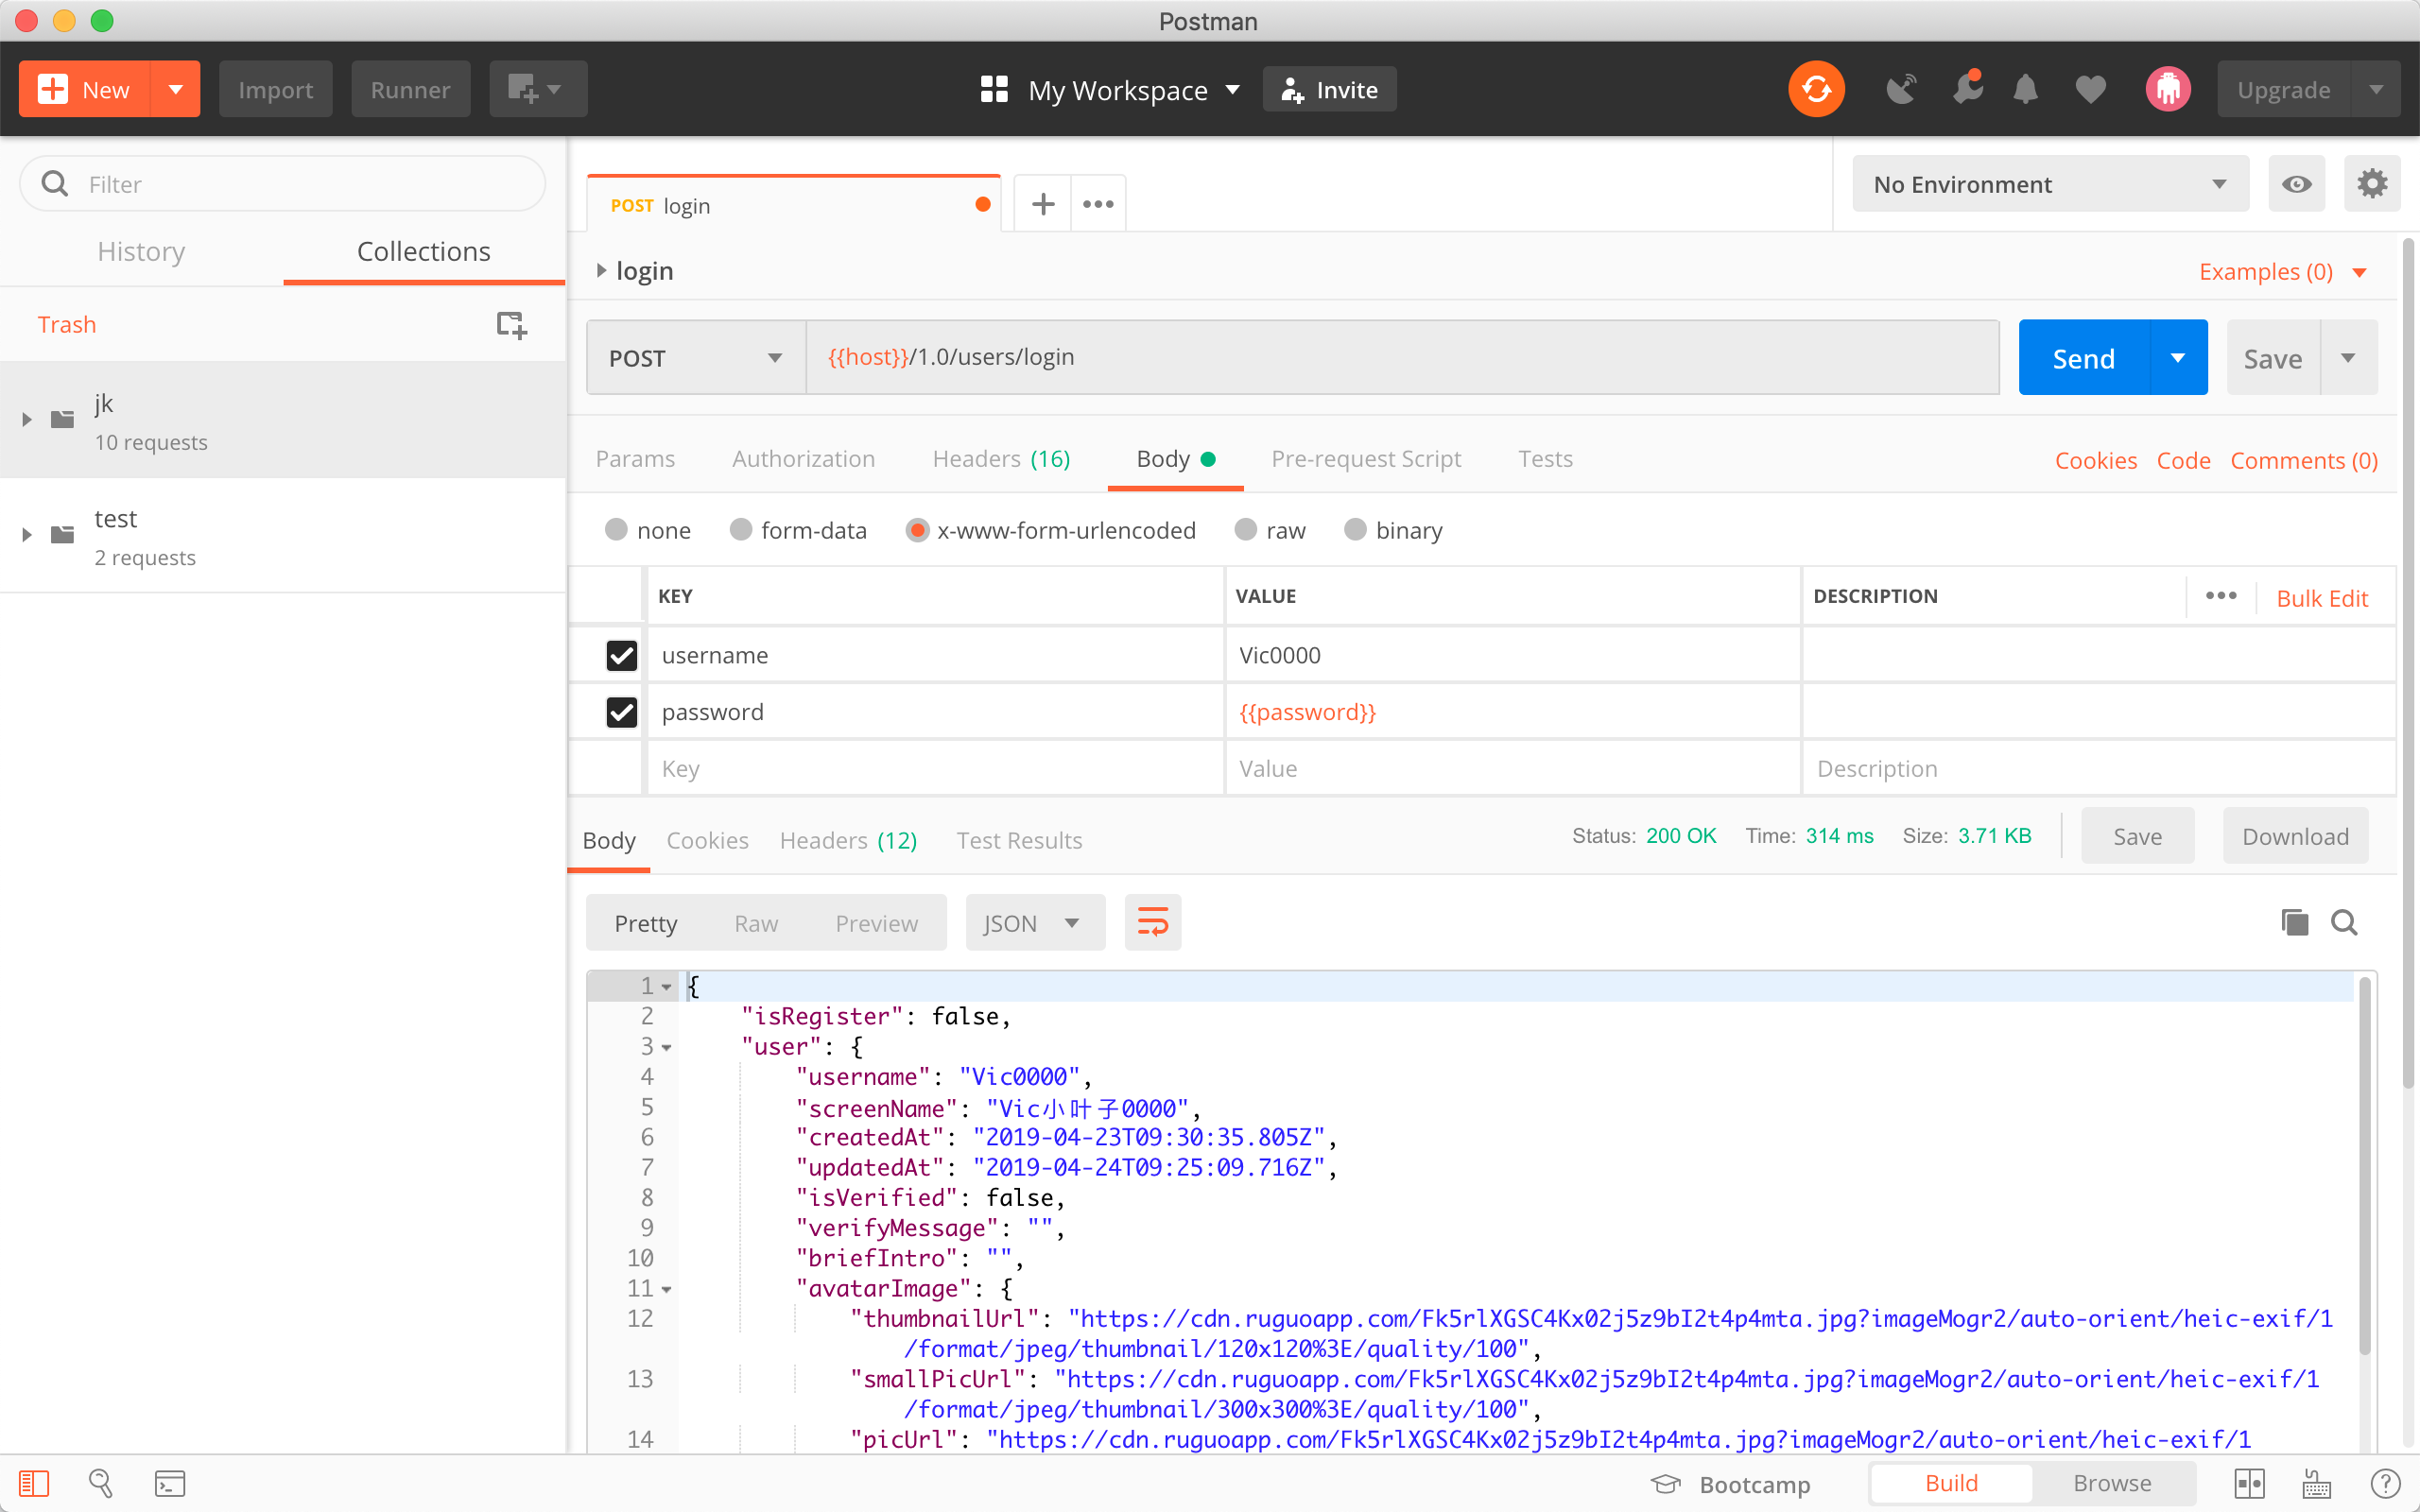 Postman
New
Import
Runner
My Workspace
Invite
Upgrade
Filter
History
Collections
Trash
jk
10 requests
test
2 requests
POST login
No Environment
login
Examples (0)
POST
{{host}}/1.0/users/login
Send
Save
Params
Authorization
Headers (16)
Body
Pre-request Script
Tests
Cookies
Code
Comments (0)
none
form-data
x-www-form-urlencoded
raw
binary
KEY
VALUE
DESCRIPTION
Bulk Edit
username
Vic0000
password
{{password}}
Key
Value
Description
Body
Cookies
Headers (12)
Test Results
Status: 200 OK
Time: 314 ms
Size: 3.71 KB
Save
Download
Pretty
Raw
Preview
JSON
1 {
2 "isRegister": false,
3 "user": {
4 "username": "Vic0000",
5 "screenName": "Vic小叶子0000",
6 "createdAt": "2019-04-23T09:30:35.805Z",
7 "updatedAt": "2019-04-24T09:25:09.716Z",
8 "isVerified": false,
9 "verifyMessage": "",
10 "briefIntro": "",
11 "avatarImage": {
12 "thumbnailUrl": "https://cdn.ruguoapp.com/Fk5rlXGSC4Kx02j5z9bI2t4p4mta.jpg?imageMogr2/auto-orient/heic-exif/1
/format/jpeg/thumbnail/120x120%3E/quality/100",
13 "smallPicUrl": "https://cdn.ruguoapp.com/Fk5rlXGSC4Kx02j5z9bI2t4p4mta.jpg?imageMogr2/auto-orient/heic-exif/1
/format/jpeg/thumbnail/300x300%3E/quality/100",
14 "picUrl": "https://cdn.ruguoapp.com/Fk5rlXGSC4Kx02j5z9bI2t4p4mta.jpg?imageMogr2/auto-orient/heic-exif/1
Bootcamp
Build
Browse